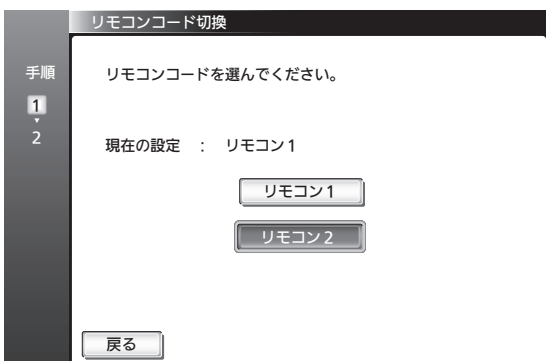 リモコンコード切換
手順
1
2
リモコンコードを選んでください。
現在の設定 : リモコン1
リモコン1
リモコン2
戻る